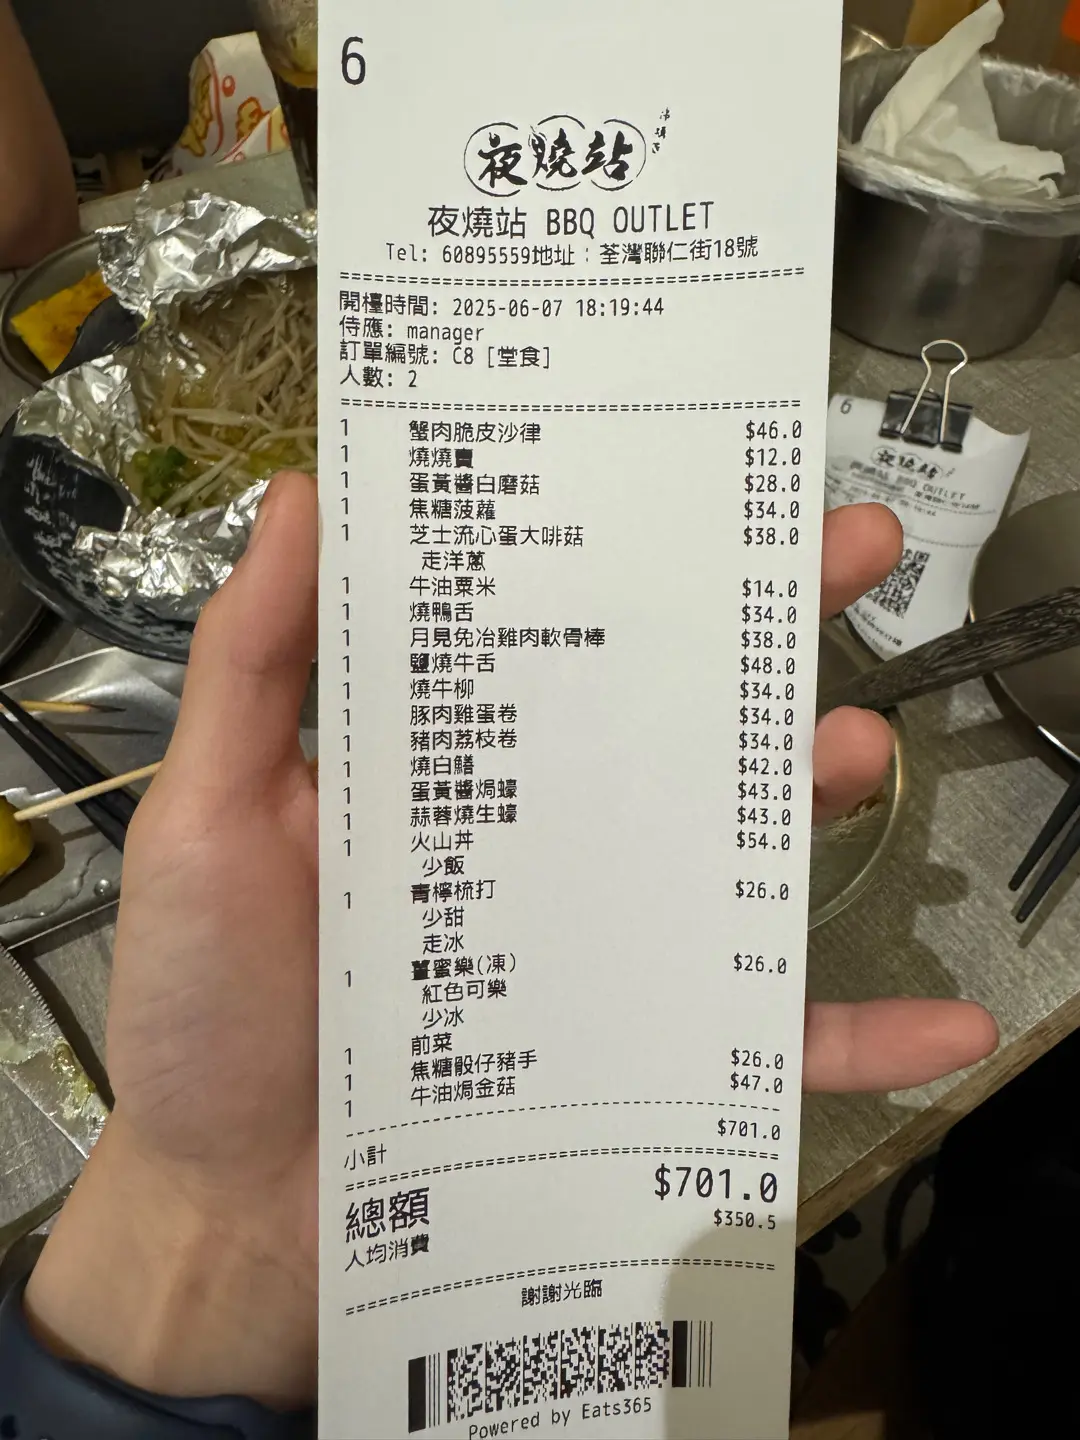 6
夜燒站
夜燒站 BBQ OUTLET
Tel: 60895559地址：荃灣聯仁街18號
開檯時間: 2025-06-07 18:19:44
侍應: manager
訂單編號: C8 [堂食]
人數: 2
1 蟹肉脆皮沙律 $46.0
1 燒燒賣 $12.0
1 蛋黃醬白磨菇 $28.0
1 焦糖菠蘿 $34.0
1 芝士流心蛋大啡菇 $38.0
走洋蔥
1 牛油粟米 $14.0
1 燒鴨舌 $34.0
1 月見免冶雞肉軟骨棒 $38.0
1 鹽燒牛舌 $48.0
1 燒牛柳 $34.0
1 豚肉雞蛋卷 $34.0
1 豬肉荔枝卷 $34.0
1 燒白鱔 $42.0
1 蛋黃醬焗蠔 $43.0
1 蒜蓉燒生蠔 $43.0
1 火山丼 $54.0
少飯
1 青檸梳打 $26.0
少甜
走冰
1 薑蜜樂(凍) $26.0
紅色可樂
少冰
1 前菜
1 焦糖骰仔豬手 $26.0
1 牛油焗金菇 $47.0
小計 $701.0
總額 $701.0
人均消費 $350.5
謝謝光臨
Powered by Eats365
6
夜燒站
夜燒站 BBQ OUTLET